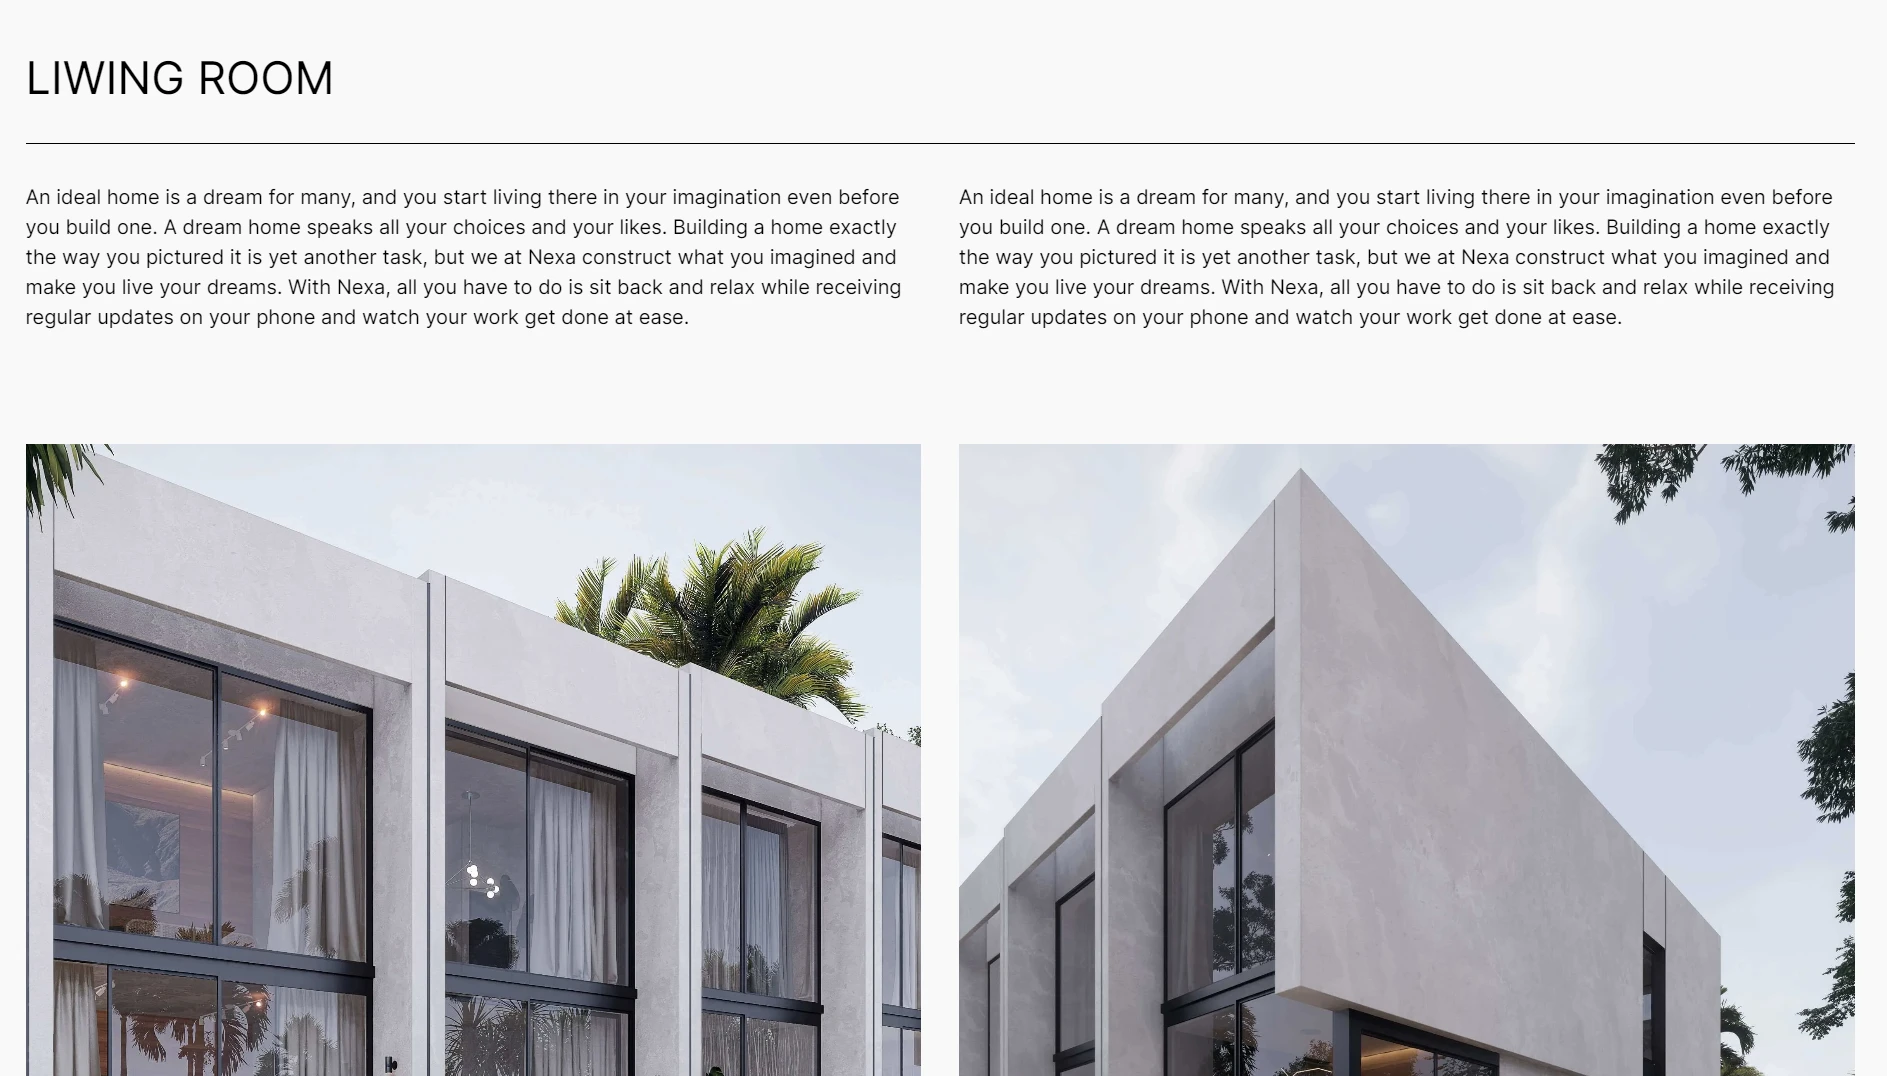 LIWING ROOM
An ideal home is a dream for many, and you start living there in your imagination even before
you build one. A dream home speaks all your choices and your likes. Building a home exactly
the way you pictured it is yet another task, but we at Nexa construct what you imagined and
make you live your dreams. With Nexa, all you have to do is sit back and relax while receiving
regular updates on your phone and watch your work get done at ease.
An ideal home is a dream for many, and you start living there in your imagination even before
you build one. A dream home speaks all your choices and your likes. Building a home exactly
the way you pictured it is yet another task, but we at Nexa construct what you imagined and
make you live your dreams. With Nexa, all you have to do is sit back and relax while receiving
regular updates on your phone and watch your work get done at ease.